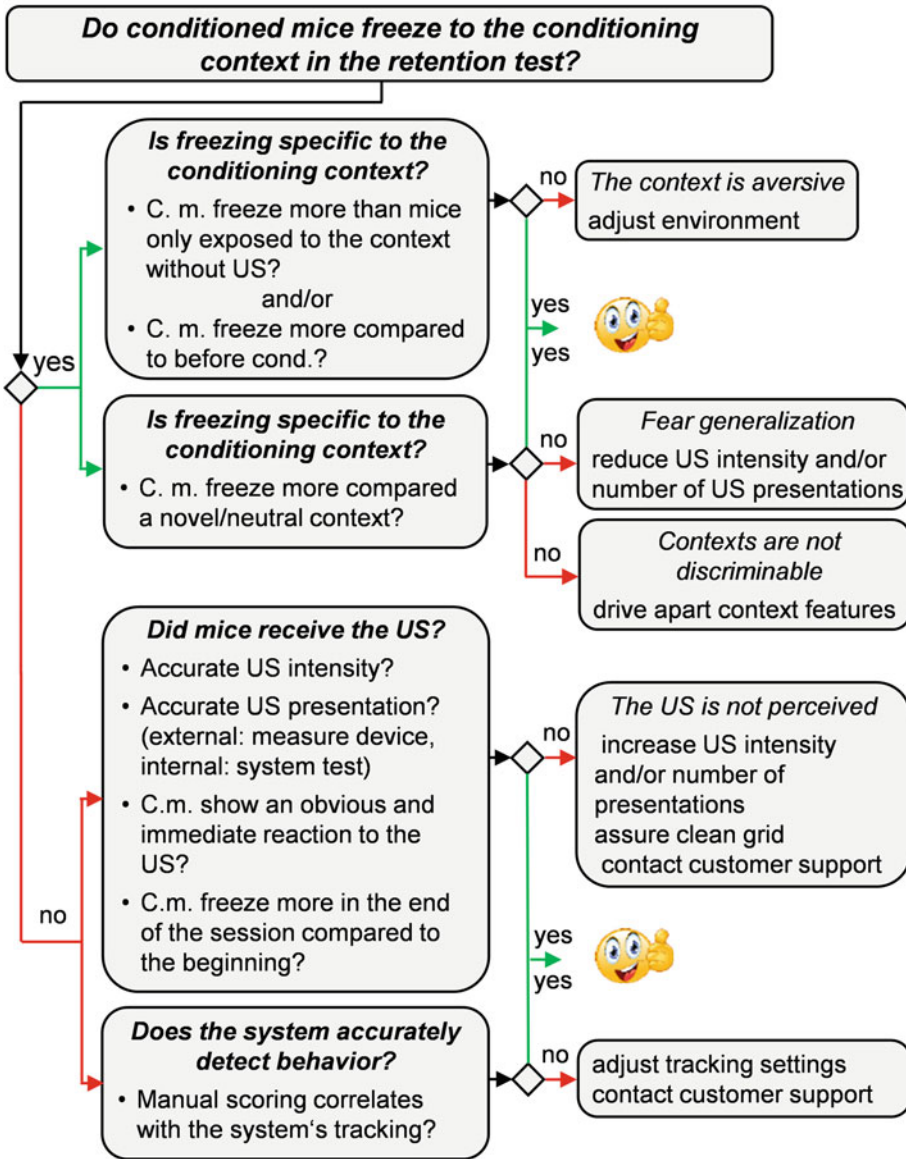 Do conditioned mice freeze to the conditioning
context in the retention test?
Is freezing specific to the
conditioning context?
• C. m. freeze more than mice
only exposed to the context
without US?
and/or
• C. m. freeze more compared
to before cond.?
no
The context is aversive
adjust environment
yes
yes
yes
Is freezing specific to the
conditioning context?
• C. m. freeze more compared
a novel/neutral context?
no
Fear generalization
reduce US intensity and/or
number of US presentations
no
Contexts are not
discriminable
drive apart context features
no
Did mice receive the US?
• Accurate US intensity?
• Accurate US presentation?
(external: measure device,
internal: system test)
• C.m. show an obvious and
immediate reaction to the
US?
• C.m. freeze more in the end
of the session compared to
the beginning?
no
The US is not perceived
increase US intensity
and/or number of
presentations
assure clean grid
contact customer support
yes
yes
Does the system accurately
detect behavior?
• Manual scoring correlates
with the system‘s tracking?
no
adjust tracking settings
contact customer support